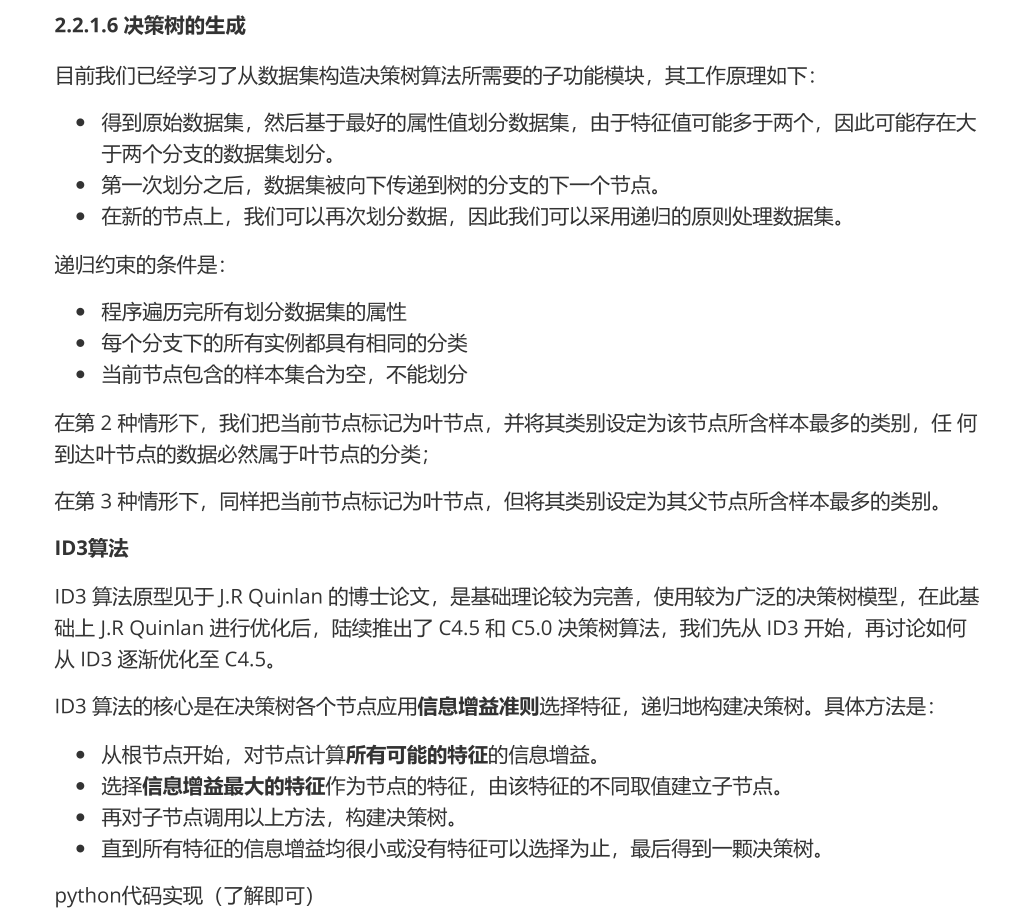 2.2.1.6 决策树的生成
目前我们已经学习了从数据集构造决策树算法所需要的子功能模块，其工作原理如下：
得到原始数据集，然后基于最好的属性值划分数据集，由于特征值可能多于两个，因此可能存在大
于两个分支的数据集划分。
第一次划分之后，数据集被向下传递到树的分支的下一个节点。
在新的节点上，我们可以再次划分数据，因此我们可以采用递归的原则处理数据集。
递归约束的条件是：
程序遍历完所有划分数据集的属性
每个分支下的所有实例都具有相同的分类
当前节点包含的样本集合为空，不能划分
在第 2 种情形下，我们把当前节点标记为叶节点，并将其类别设定为该节点所含样本最多的类别，任 何
到达叶节点的数据必然属于叶节点的分类；
在第 3 种情形下，同样把当前节点标记为叶节点，但将其类别设定为其父节点所含样本最多的类别。
ID3算法
ID3 算法原型见于 J.R Quinlan 的博士论文，是基础理论较为完善，使用较为广泛的决策树模型，在此基
础上 J.R Quinlan 进行优化后，陆续推出了 C4.5 和 C5.0 决策树算法，我们先从 ID3 开始，再讨论如何
从 ID3 逐渐优化至 C4.5。
ID3 算法的核心是在决策树各个节点应用信息增益准则选择特征，递归地构建决策树。具体方法是：
从根节点开始，对节点计算所有可能的特征的信息增益。
选择信息增益最大的特征作为节点的特征，由该特征的不同取值建立子节点。
再对子节点调用以上方法，构建决策树。
直到所有特征的信息增益均很小或没有特征可以选择为止，最后得到一颗决策树。
python代码实现（了解即可）